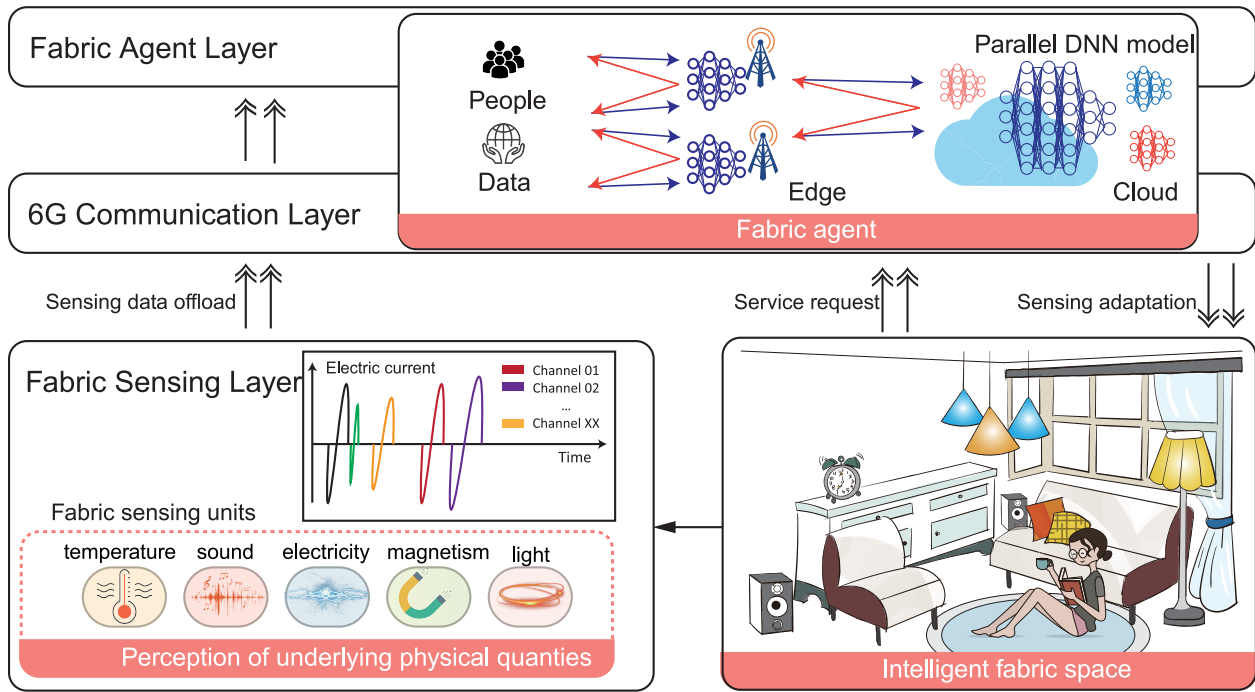 Fabric Agent Layer
People
Data
Parallel DNN model
Edge
Cloud
6G Communication Layer
Fabric agent
Sensing data offload
Service request
Sensing adaptation
Fabric Sensing Layer
Electric current
Channel 01
Channel 02
...
Channel XX
Time
Fabric sensing units
temperature
sound
electricity
magnetism
light
Perception of underlying physical quanties
Intelligent fabric space